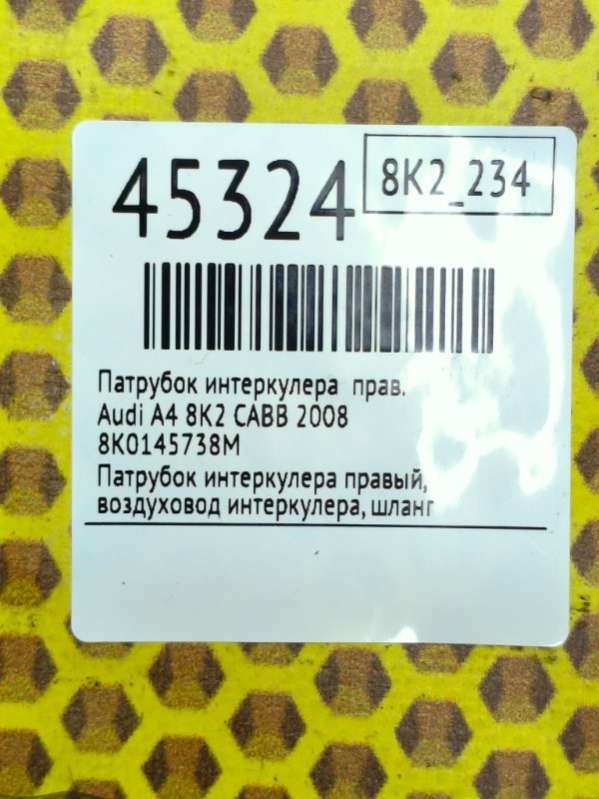 45324
8K2_234
Патрубок интеркулера прав.
Audi A4 8K2 CABB 2008
8K0145738M
Патрубок интеркулера правый,
воздуховод интеркулера, шланг